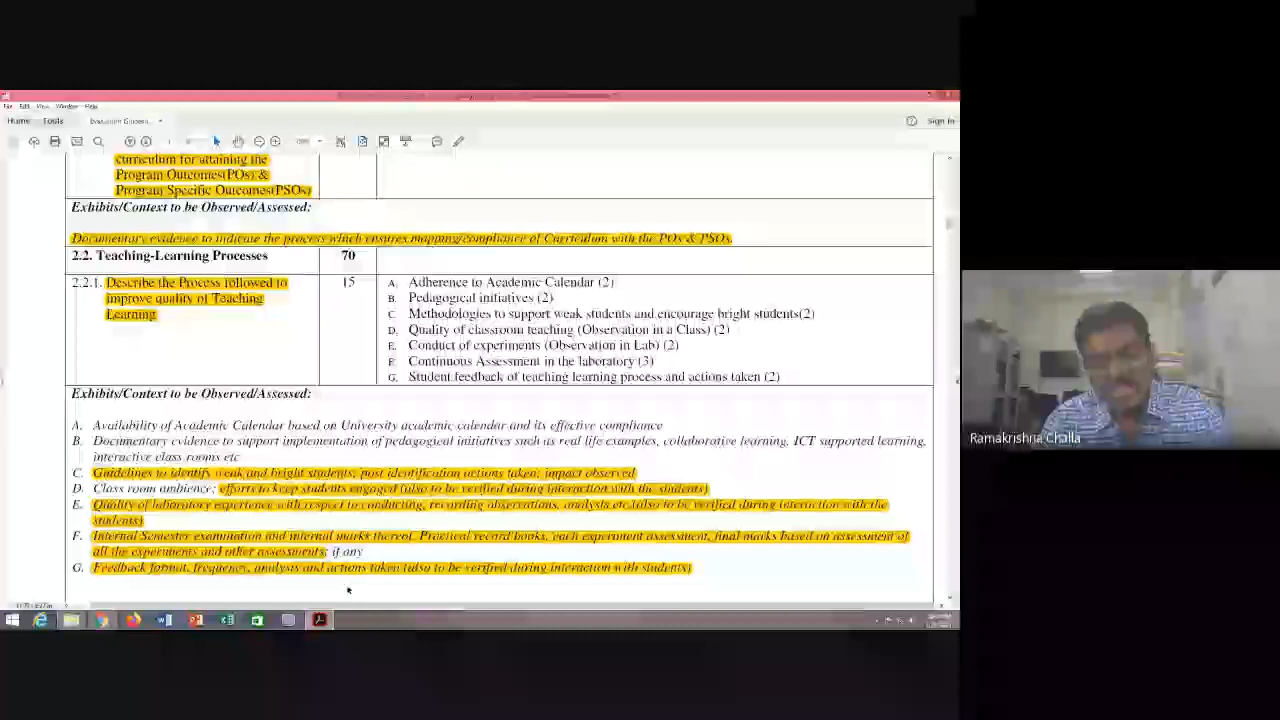 File Edit View Window Help
Home Tools
Sign In
curriculum for attaining the
Program Outcomes(POs) &
Program Specific Outcomes(PSOs)
Exhibits/Context to be Observed/Assessed:
Documentary evidence to indicate the process which ensures mapping/compliance of Curriculum with the POs & PSOs.
2.2. Teaching-Learning Processes 70
2.2.1. Describe the Process followed to improve quality of Teaching Learning
15
A. Adherence to Academic Calendar (2)
B. Pedagogical initiatives (2)
C. Methodologies to support weak students and encourage bright students(2)
D. Quality of classroom teaching (Observation in a Class) (2)
E. Conduct of experiments (Observation in Lab) (2)
F. Continuous Assessment in the laboratory (3)
G. Student feedback of teaching learning process and actions taken (2)
Exhibits/Context to be Observed/Assessed:
A. Availability of Academic Calendar based on University academic calendar and its effective compliance
B. Documentary evidence to support implementation of pedagogical initiatives such as real life examples, collaborative learning, ICT supported learning,
interactive class rooms etc
C. Guidelines to identify weak and bright students; post identification actions taken; impact observed
D. Class room ambience; efforts to keep students engaged (also to be verified during interaction with the students)
E. Quality of laboratory experience with respect to conducting, recording observations, analysis etc.(also to be verified during interaction with the
students)
F. Internal Semester examination and internal marks thereof, Practical record books, each experiment assessment, final marks based on assessment of
all the experiments and other assessments; if any
G. Feedback format, frequency, analysis and actions taken (also to be verified during interaction with students)
Ramakrishna Challa